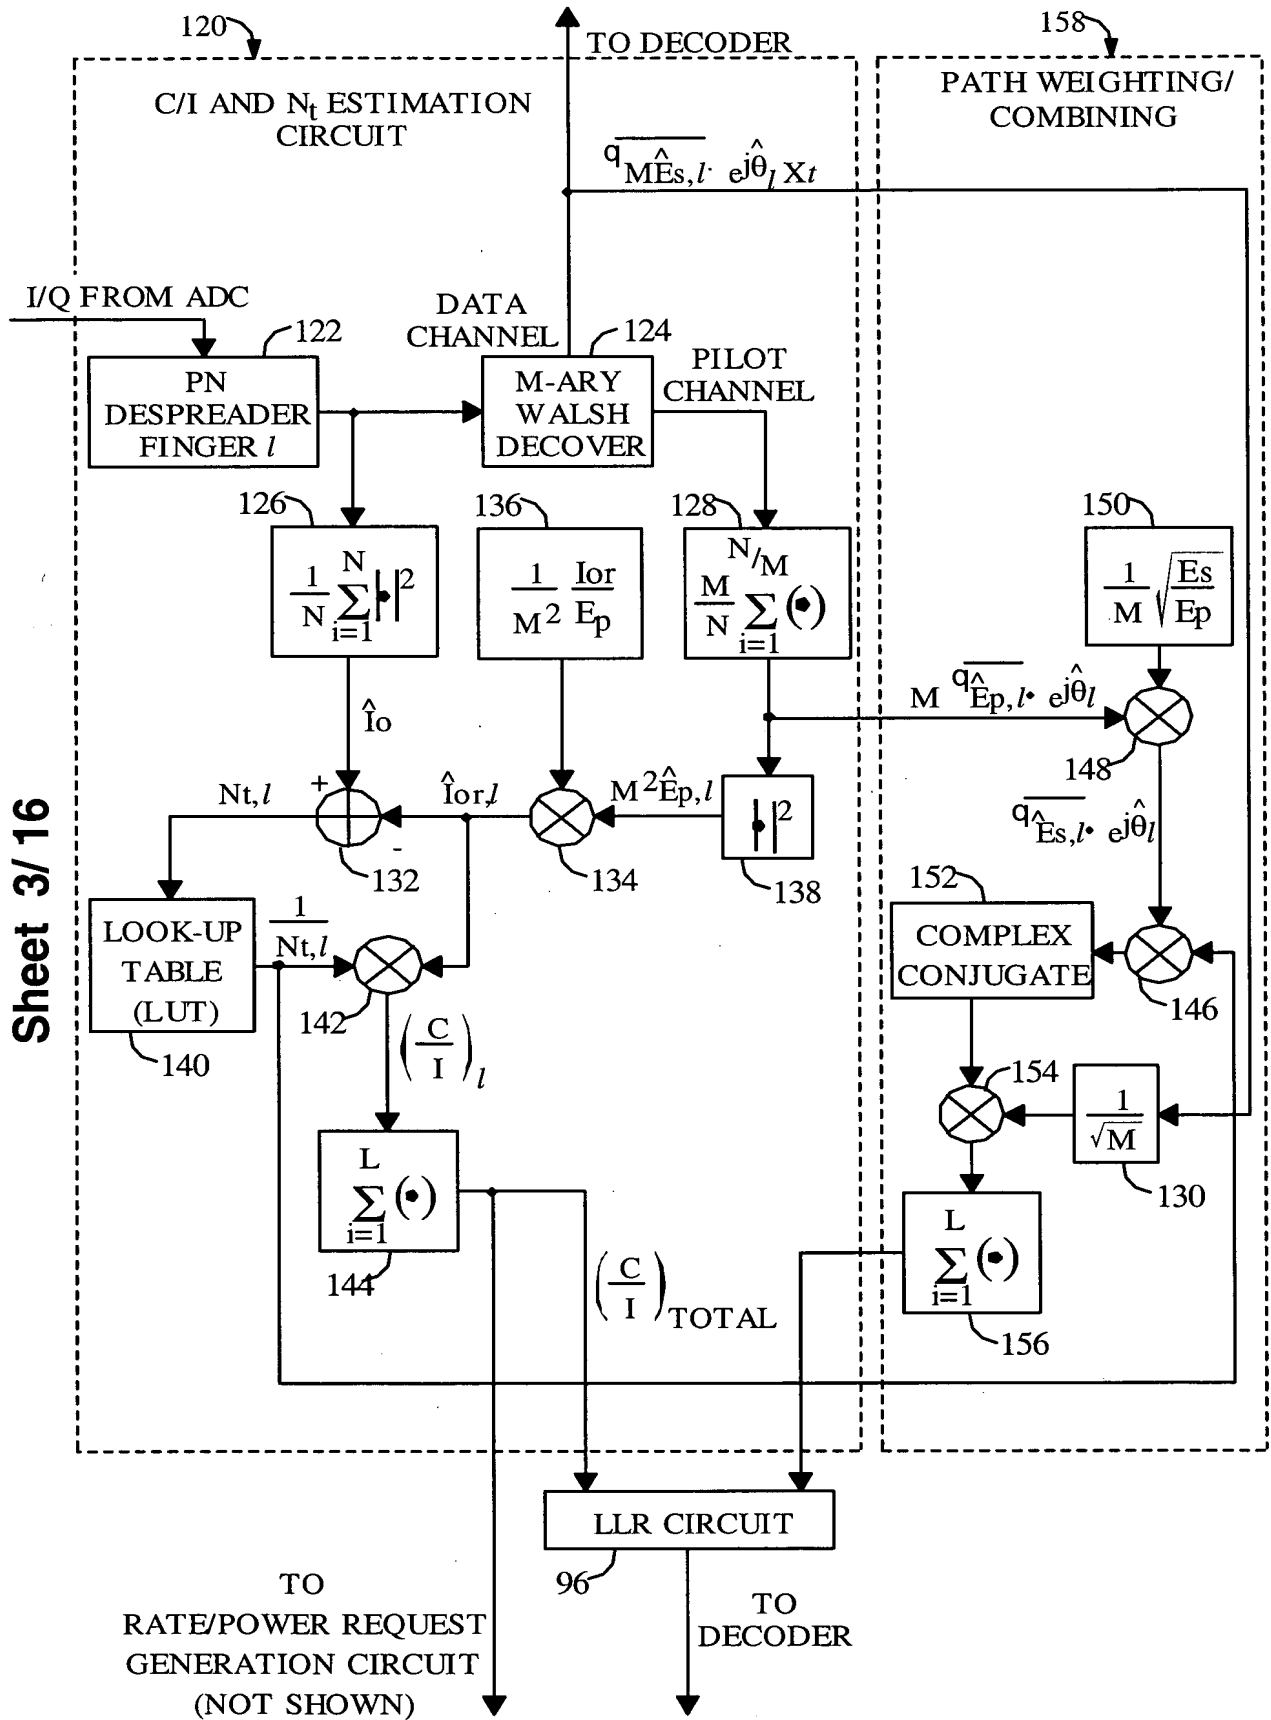 120
TO DECODER
158
C/I AND Nt ESTIMATION
CIRCUIT
PATH WEIGHTING/
COMBINING
q MÊs,l· e^jθ̂l Xt
I/Q FROM ADC
122
DATA
CHANNEL
124
PILOT
CHANNEL
PN
DESPREADER
FINGER l
M-ARY
WALSH
DECOVER
126
136
128
150
1/N N Σ i=1 |•|²
1/M² Ior/Ep
M/N N/M Σ i=1 (•)
1/M √Es/Ep
Îo
M q Êp,l• e^jθ̂l
148
Nt,l
+
-
Îor,l
M²Êp,l
|•|²
132
134
138
q Ês,l• e^jθ̂l
Sheet 3/16
LOOK-UP
TABLE
(LUT)
1/Nt,l
152
COMPLEX
CONJUGATE
146
140
142
(C/I)l
154
1/√M
130
L Σ i=1 (•)
144
(C/I)TOTAL
L Σ i=1 (•)
156
LLR CIRCUIT
96
TO
RATE/POWER REQUEST
GENERATION CIRCUIT
(NOT SHOWN)
TO
DECODER